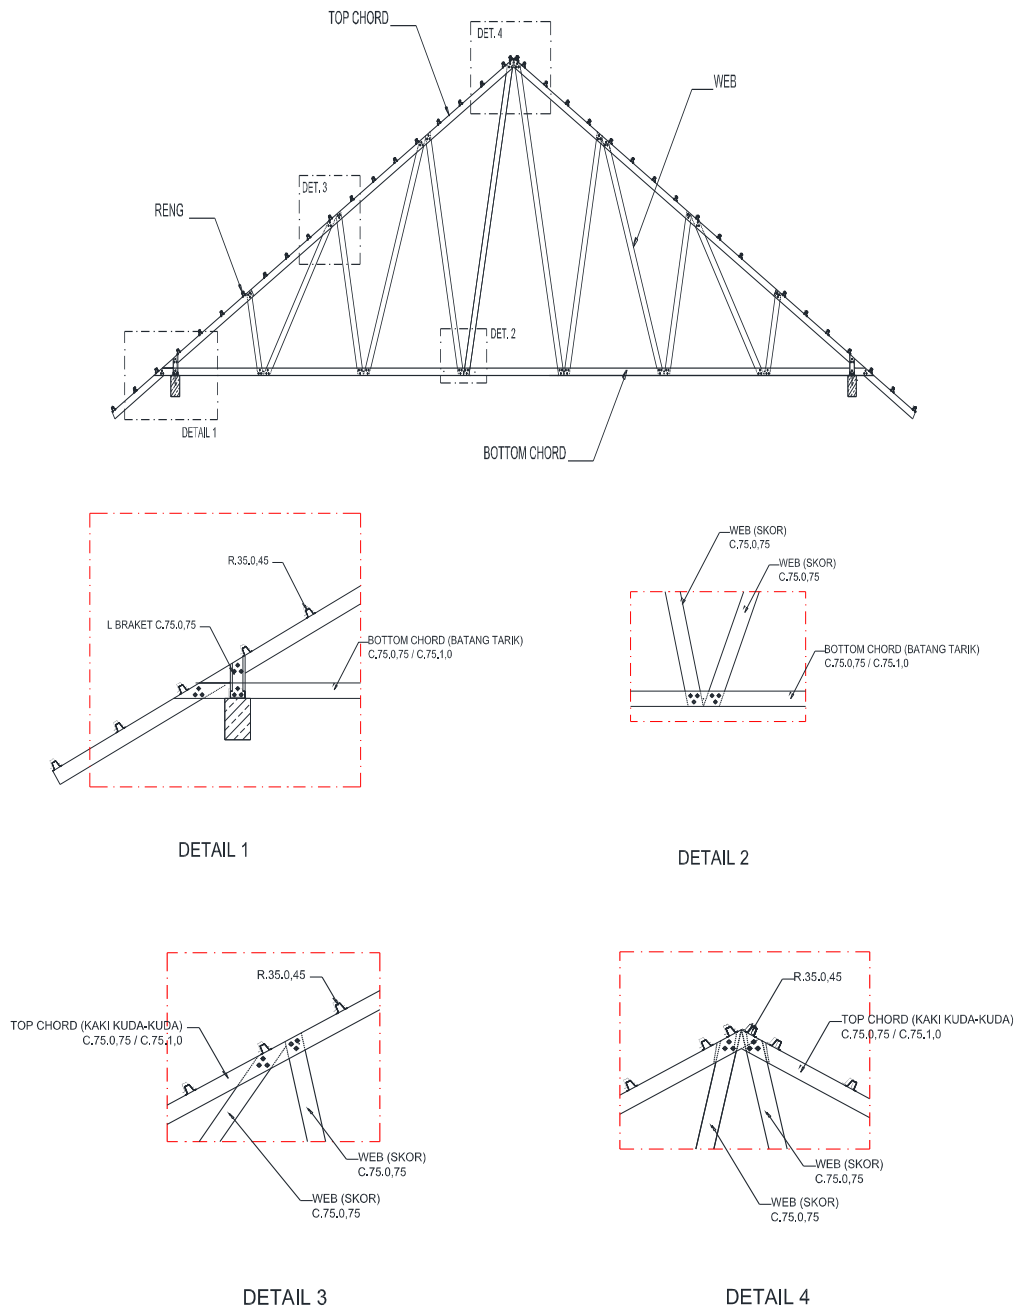 TOP CHORD
DET. 4
WEB
DET. 3
RENG
DET. 2
DETAIL 1
BOTTOM CHORD
R.35.0,45
L BRAKET C.75.0,75
BOTTOM CHORD (BATANG TARIK)
C.75.0,75 / C.75.1,0
DETAIL 1
WEB (SKOR)
C.75.0,75
WEB (SKOR)
C.75.0,75
BOTTOM CHORD (BATANG TARIK)
C.75.0,75 / C.75.1,0
DETAIL 2
R.35.0,45
TOP CHORD (KAKI KUDA-KUDA)
C.75.0,75 / C.75.1,0
WEB (SKOR)
C.75.0,75
WEB (SKOR)
C.75.0,75
DETAIL 3
R.35.0,45
TOP CHORD (KAKI KUDA-KUDA)
C.75.0,75 / C.75.1,0
WEB (SKOR)
C.75.0,75
WEB (SKOR)
C.75.0,75
DETAIL 4